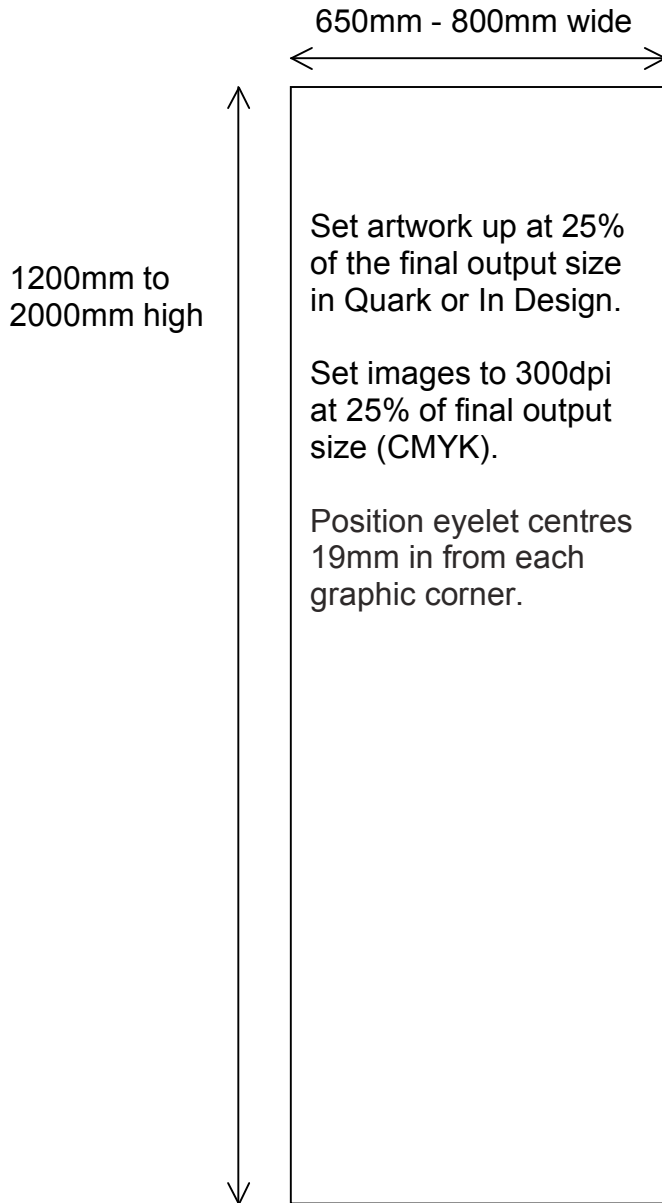 650mm - 800mm wide
1200mm to
2000mm high
Set artwork up at 25%
of the final output size
in Quark or In Design.
Set images to 300dpi
at 25% of final output
size (CMYK).
Position eyelet centres
19mm in from each
graphic corner.